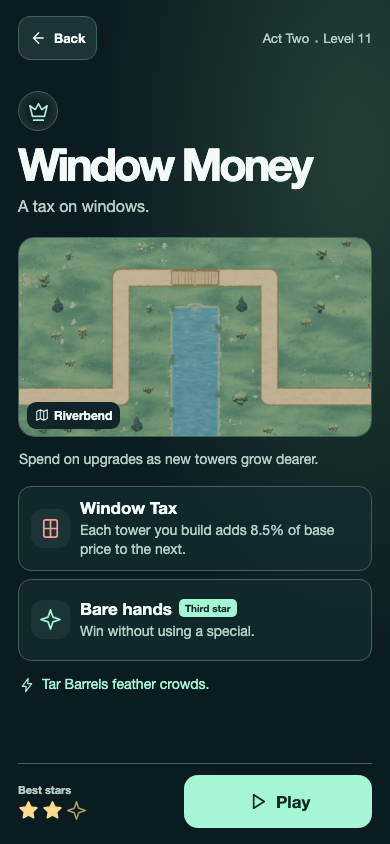 Back
Act Two • Level 11
Window Money
A tax on windows.
Riverbend
Spend on upgrades as new towers grow dearer.
Window Tax
Each tower you build adds 8.5% of base
price to the next.
Bare hands Third star
Win without using a special.
Tar Barrels feather crowds.
Best stars
Play